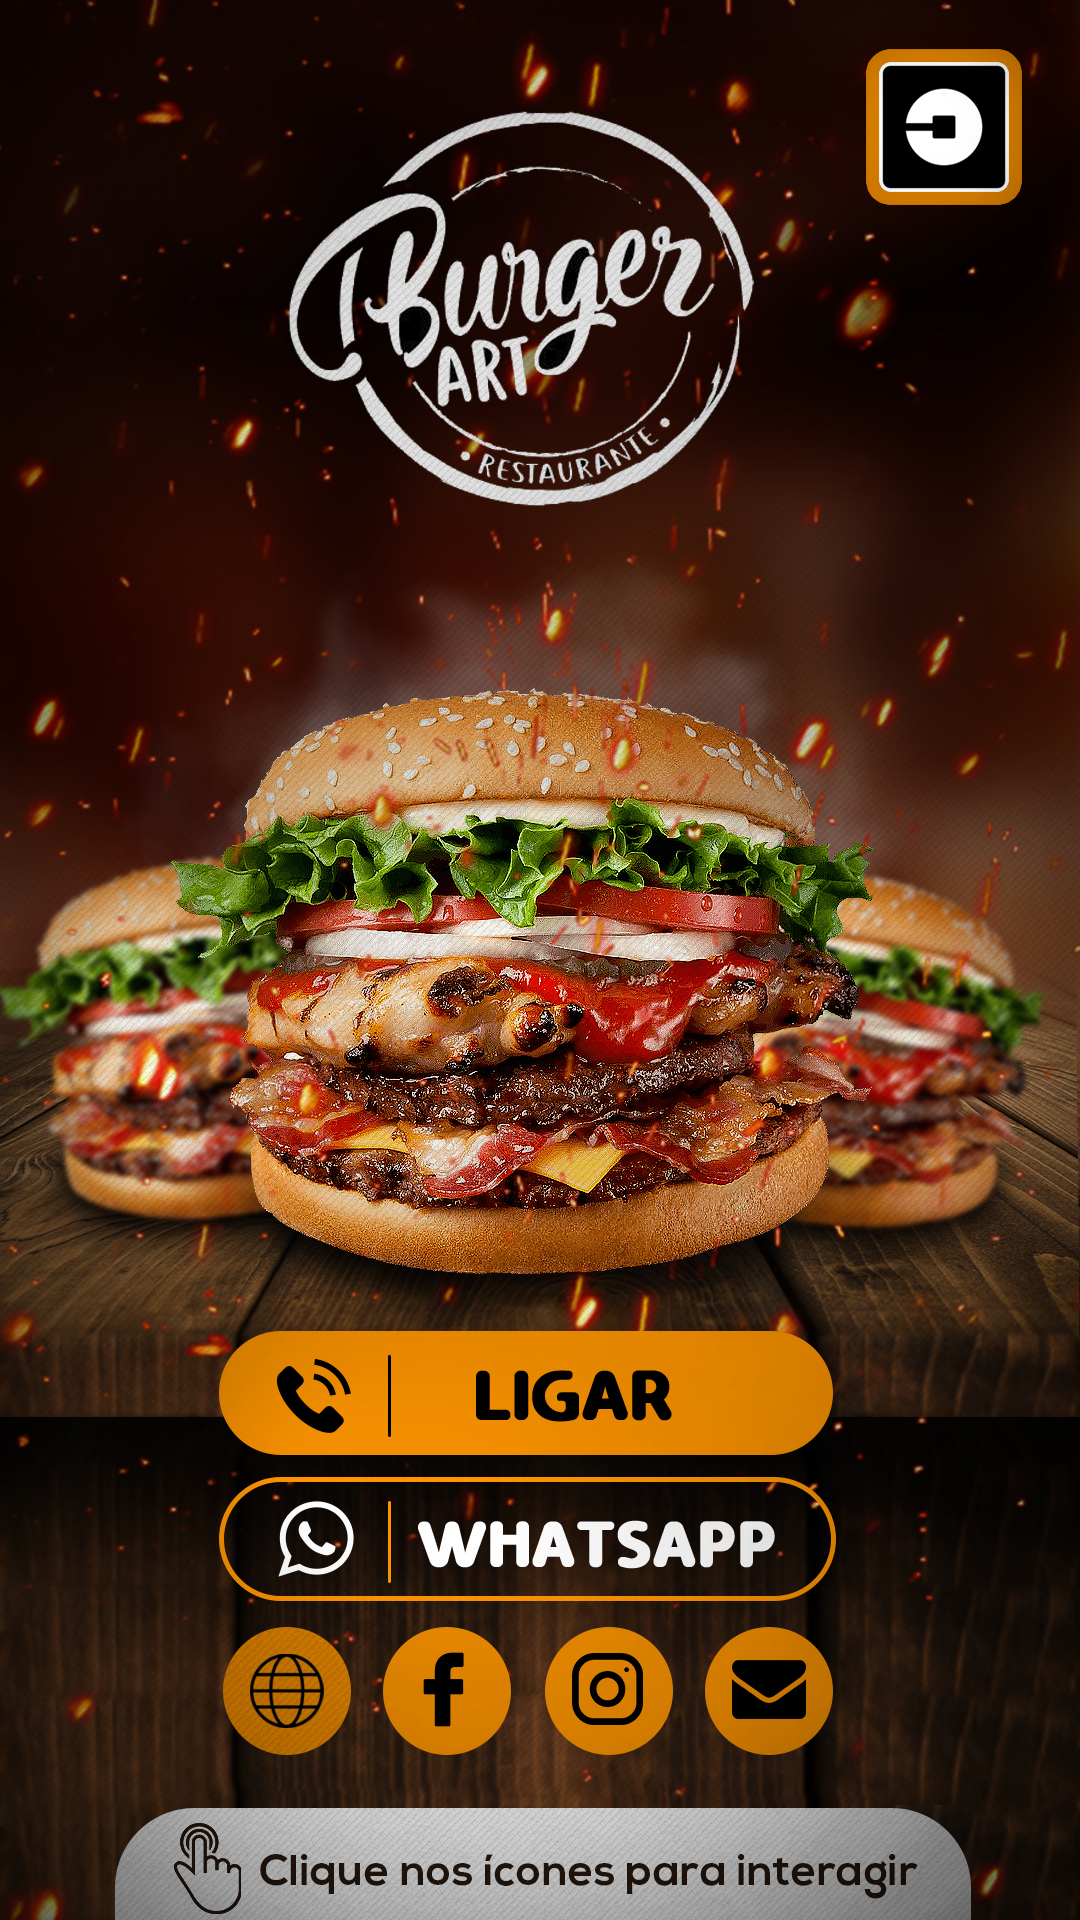 Burger
ART
• RESTAURANTE •
LIGAR
WHATSAPP
Clique nos ícones para interagir